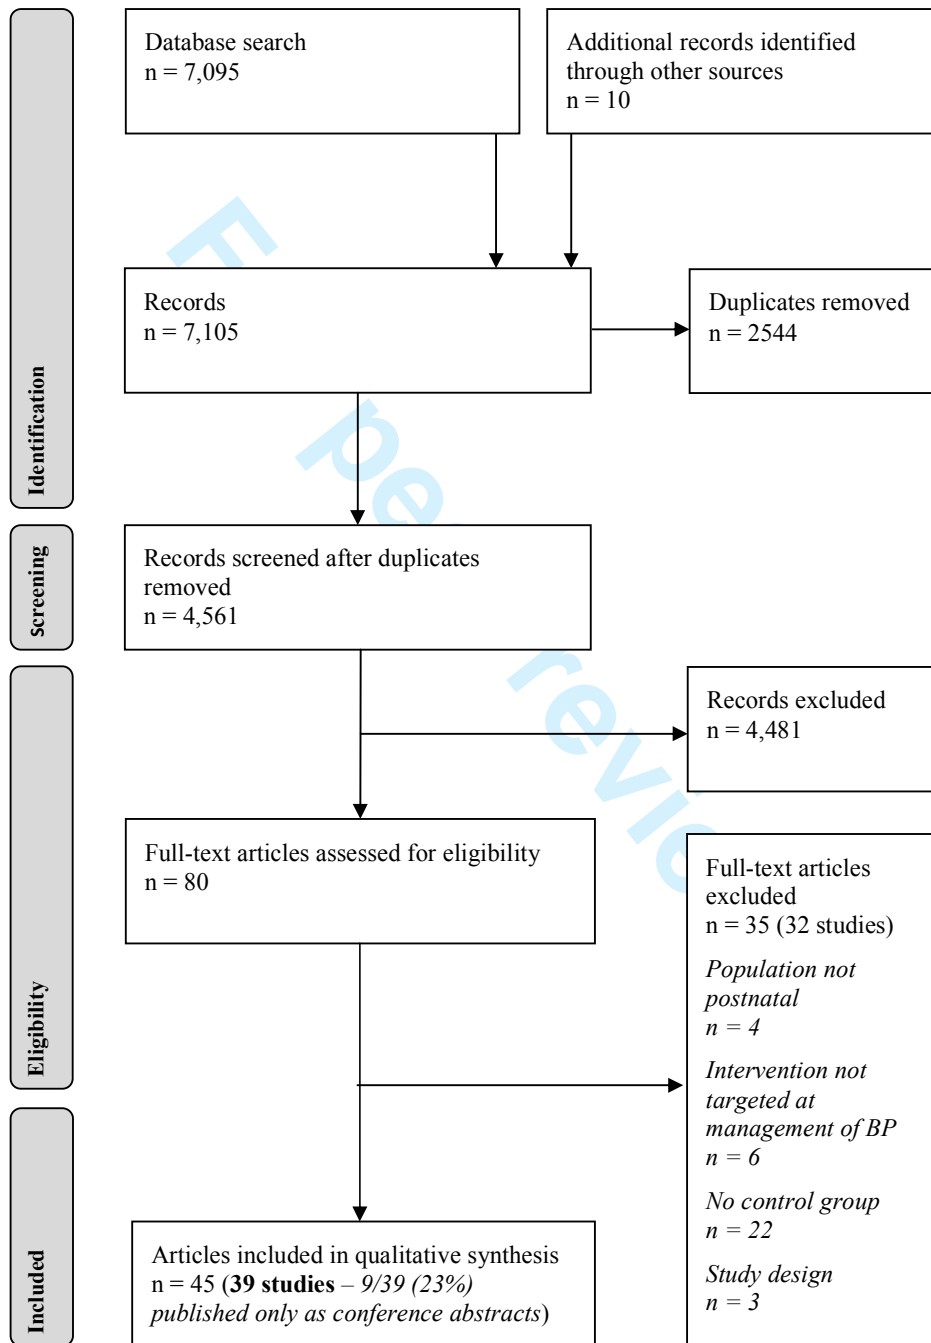 Database search
n = 7,095
Additional records identified
through other sources
n = 10
Records
n = 7,105
Duplicates removed
n = 2544
Identification
Records screened after duplicates
removed
n = 4,561
Screening
Records excluded
n = 4,481
Full-text articles assessed for eligibility
n = 80
Full-text articles
excluded
n = 35 (32 studies)
Population not
postnatal
n = 4
Intervention not
targeted at
management of BP
n = 6
No control group
n = 22
Study design
n = 3
Eligibility
Articles included in qualitative synthesis
n = 45 (39 studies – 9/39 (23%)
published only as conference abstracts)
Included